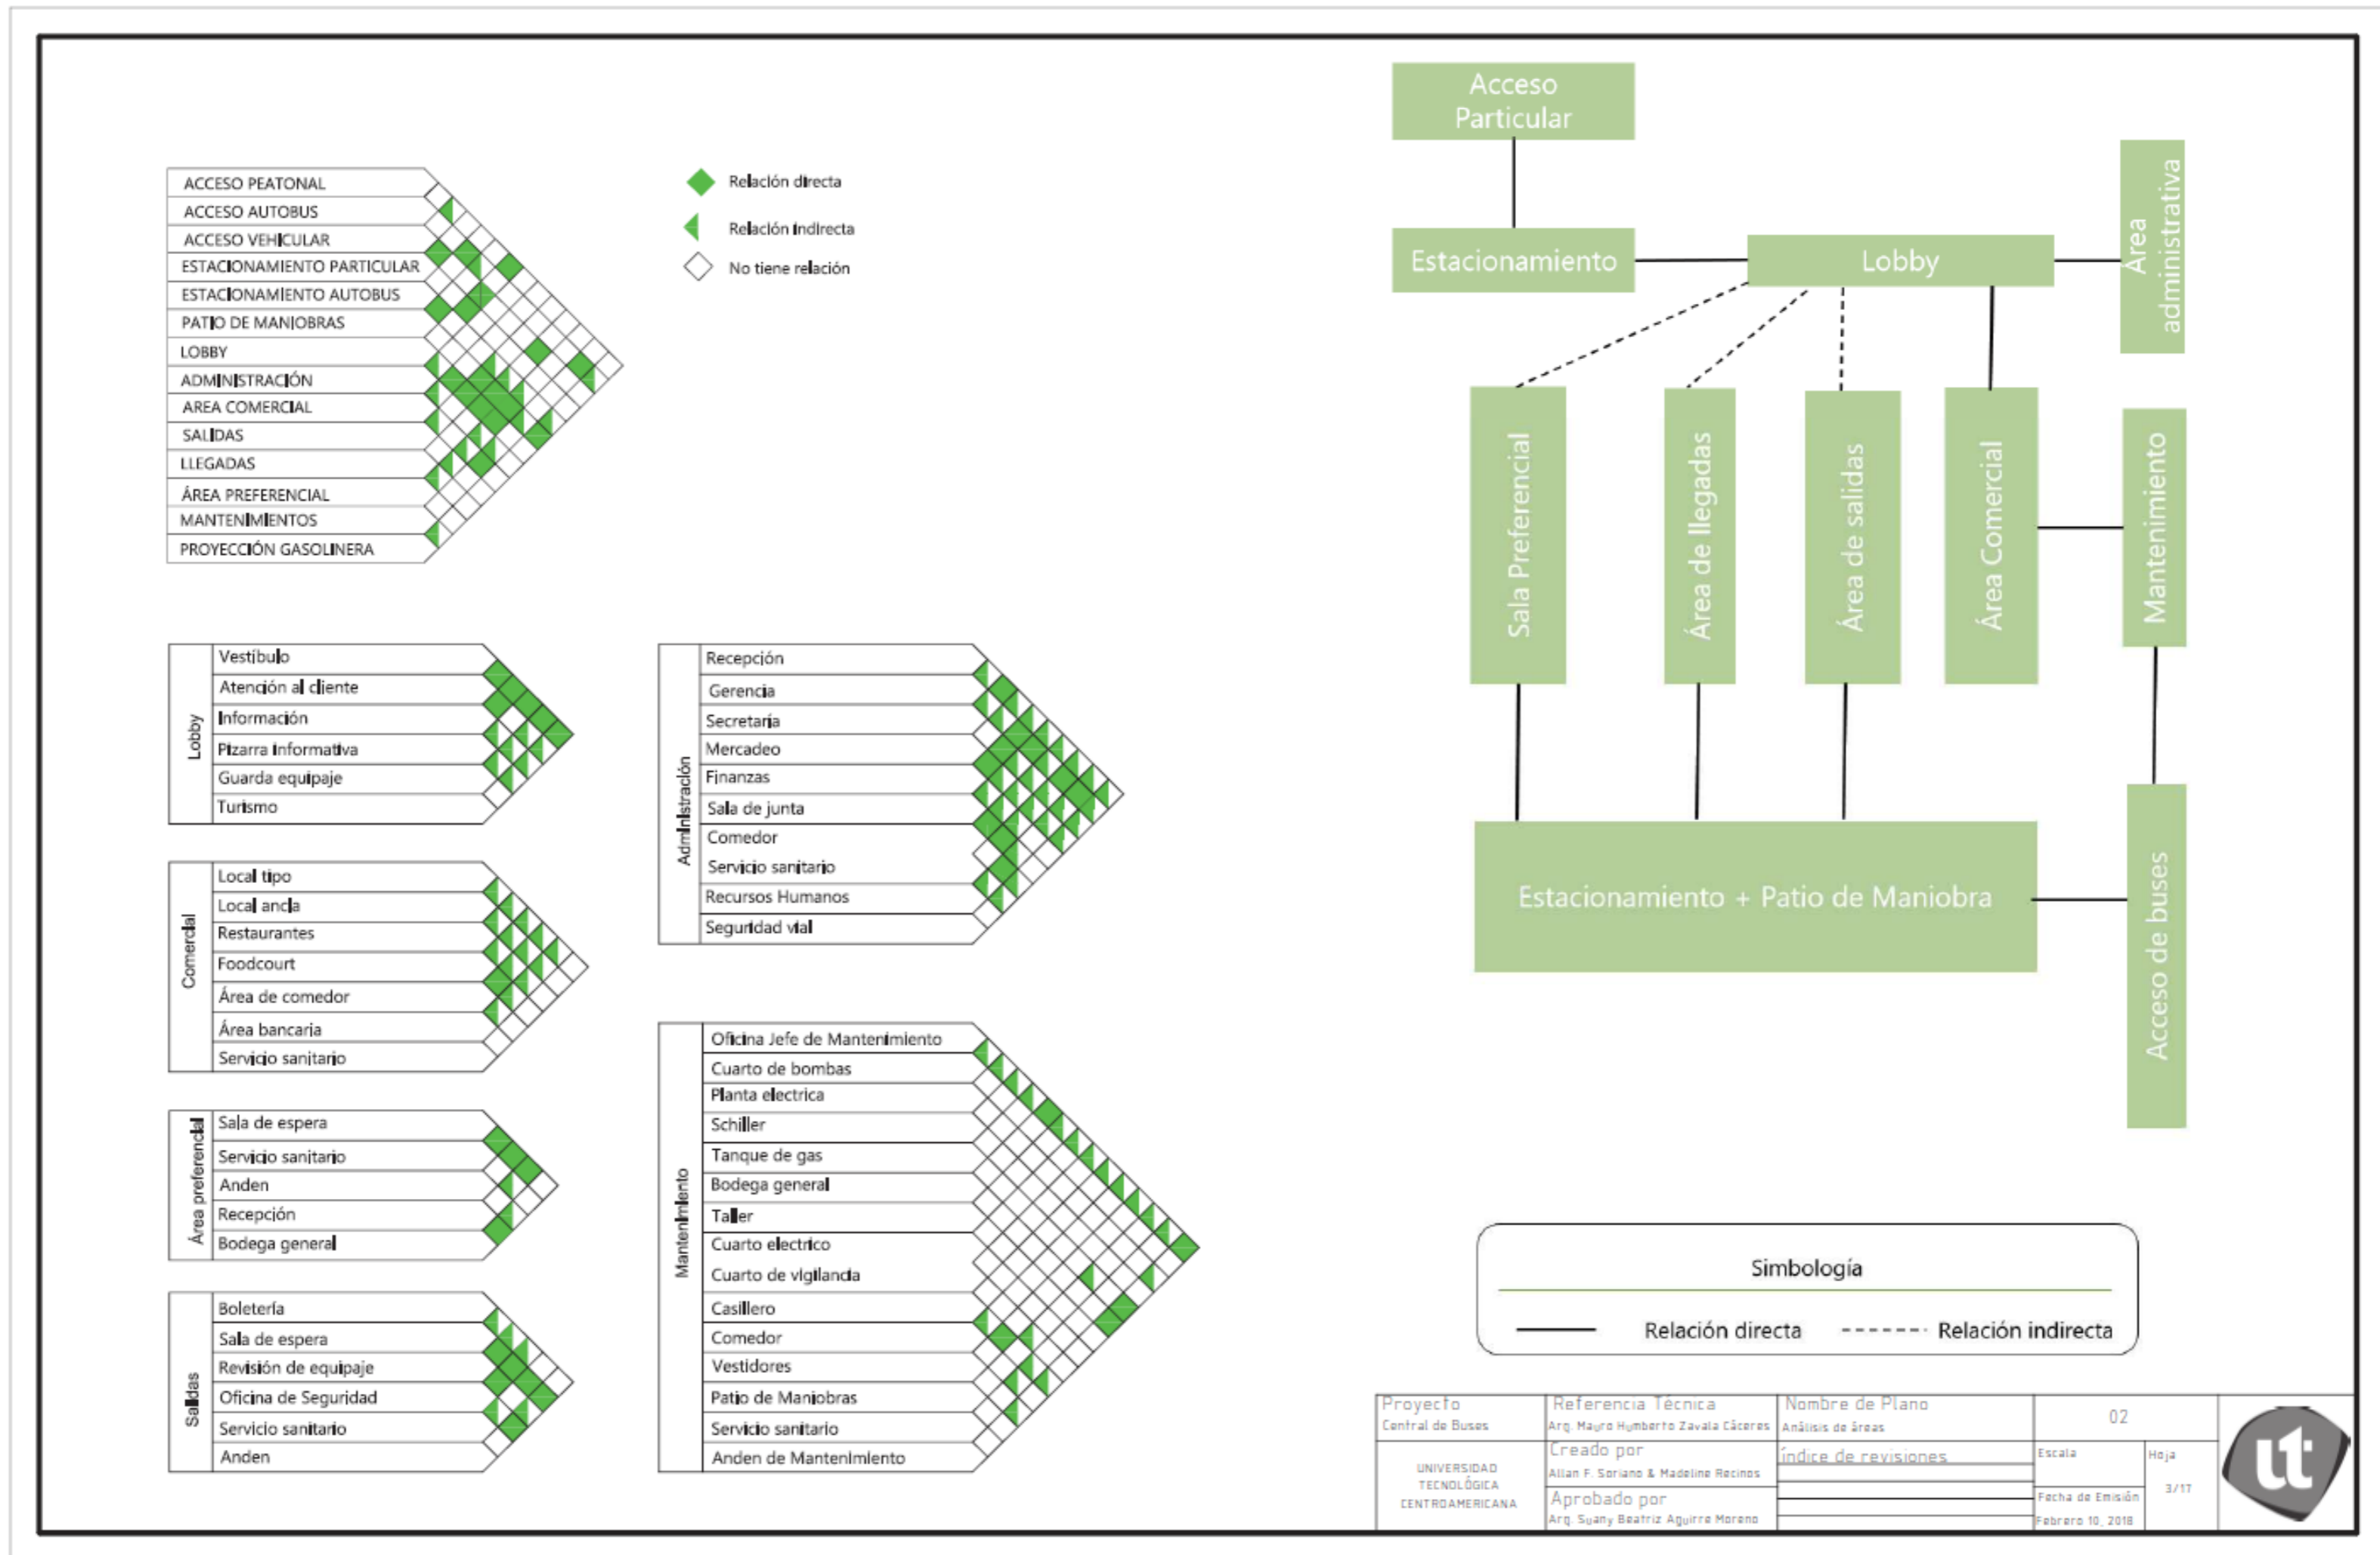 ACCESO PEATONAL
ACCESO AUTOBUS
ACCESO VEHICULAR
ESTACIONAMIENTO PARTICULAR
ESTACIONAMIENTO AUTOBUS
PATIO DE MANIOBRAS
LOBBY
ADMINISTRACIÓN
AREA COMERCIAL
SALIDAS
LLEGADAS
ÁREA PREFERENCIAL
MANTENIMIENTOS
PROYECCIÓN GASOLINERA
Relación directa
Relación indirecta
No tiene relación
Lobby
Vestíbulo
Atención al cliente
Información
Pizarra informativa
Guarda equipaje
Turismo
Comercial
Local tipo
Local ancla
Restaurantes
Foodcourt
Área de comedor
Área bancaria
Servicio sanitario
Área preferencial
Sala de espera
Servicio sanitario
Anden
Recepción
Bodega general
Salidas
Boletería
Sala de espera
Revisión de equipaje
Oficina de Seguridad
Servicio sanitario
Anden
Administración
Recepción
Gerencia
Secretaría
Mercadeo
Finanzas
Sala de junta
Comedor
Servicio sanitario
Recursos Humanos
Seguridad vial
Mantenimiento
Oficina Jefe de Mantenimiento
Cuarto de bombas
Planta electrica
Schiller
Tanque de gas
Bodega general
Taller
Cuarto electrico
Cuarto de vigilancia
Casillero
Comedor
Vestidores
Patio de Maniobras
Servicio sanitario
Anden de Mantenimiento
Acceso
Particular
Estacionamiento
Lobby
Área
administrativa
Sala Preferencial
Área de llegadas
Área de salidas
Área Comercial
Mantenimiento
Estacionamiento + Patio de Maniobra
Acceso de buses
Simbología
Relación directa
Relación indirecta
Proyecto
Central de Buses
UNIVERSIDAD
TECNOLÓGICA
CENTROAMERICANA
Referencia Técnica
Arq. Mauro Humberto Zavala Cáceres
Creado por
Allan F. Soriano & Madeline Recinos
Aprobado por
Arq. Suany Beatriz Aguirre Moreno
Nombre de Plano
Análisis de áreas
índice de revisiones
02
Escala
Fecha de Emisión
Febrero 10, 2018
Hoja
3/17
ut